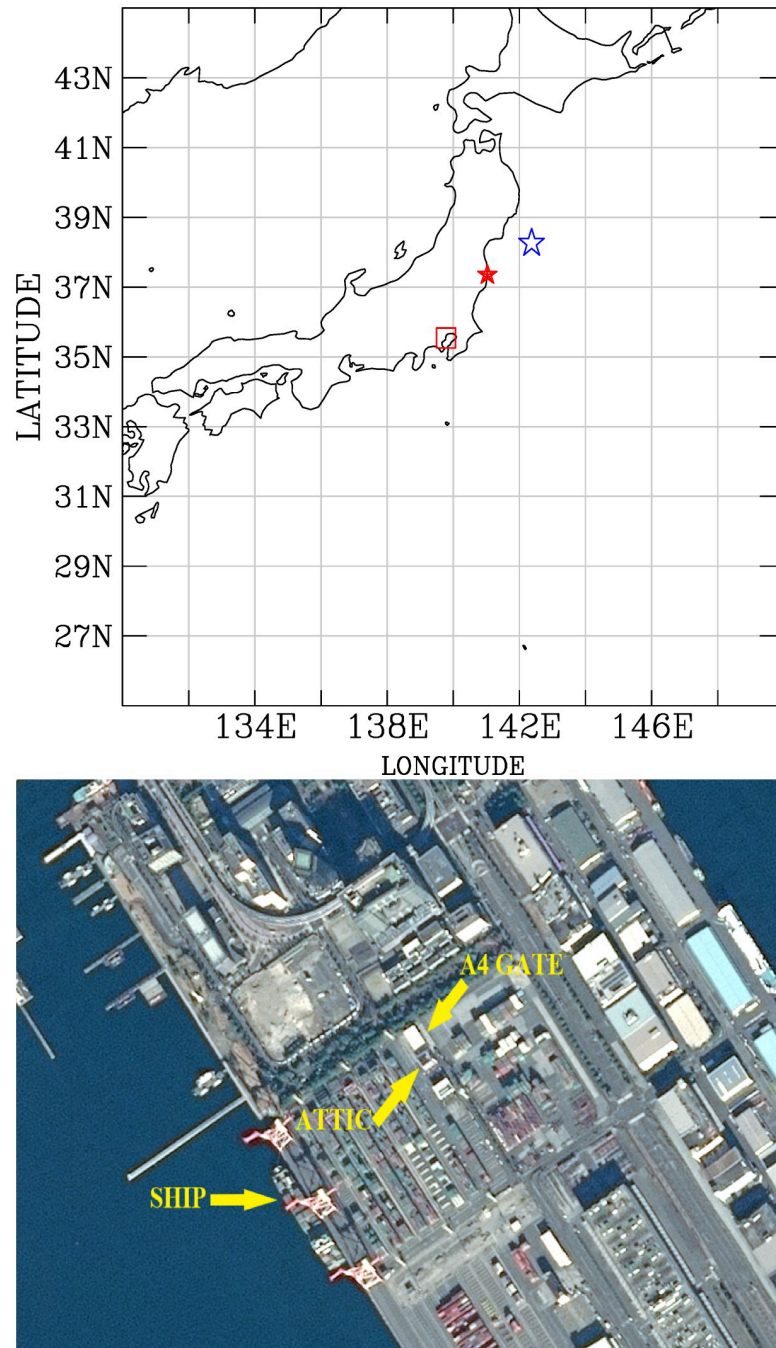 43N
41N
39N
37N
35N
33N
31N
29N
27N
LATITUDE
134E 138E 142E 146E
LONGITUDE
A4 GATE
ATTIC
SHIP